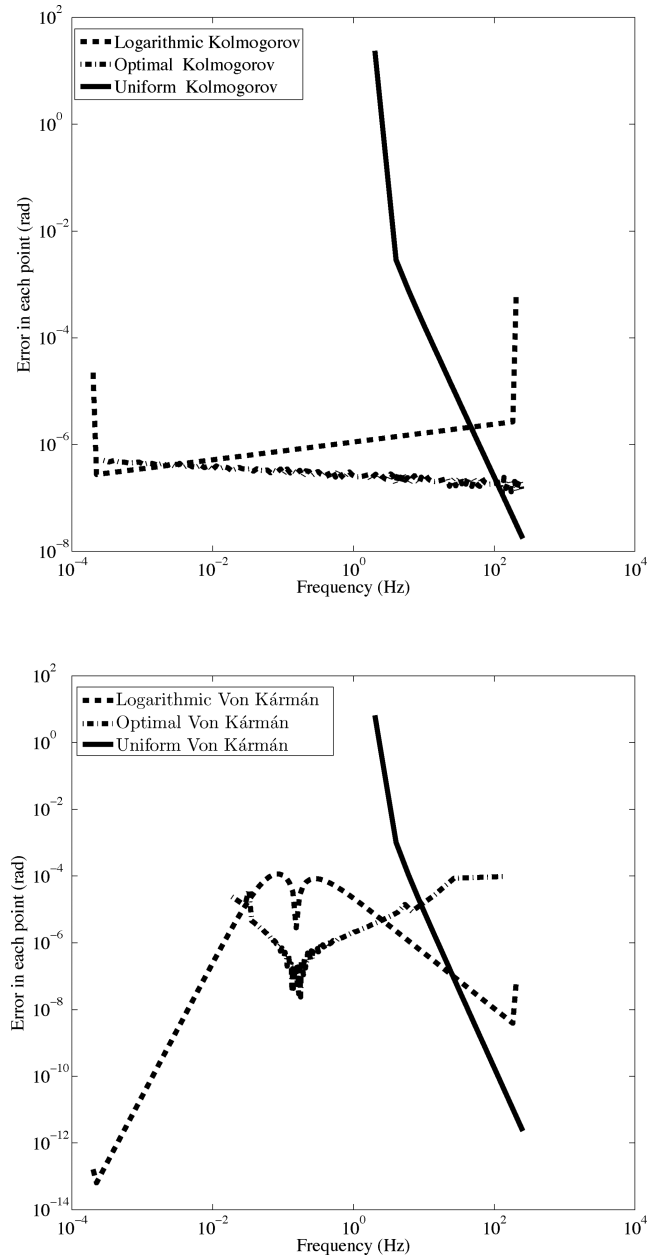 10^2
10^0
10^-2
10^-4
10^-6
10^-8
Error in each point (rad)
Logarithmic Kolmogorov
Optimal Kolmogorov
Uniform Kolmogorov
10^-4
10^-2
10^0
10^2
10^4
Frequency (Hz)
10^2
10^0
10^-2
10^-4
10^-6
10^-8
10^-10
10^-12
10^-14
Error in each point (rad)
Logarithmic Von Kármán
Optimal Von Kármán
Uniform Von Kármán
10^-4
10^-2
10^0
10^2
10^4
Frequency (Hz)